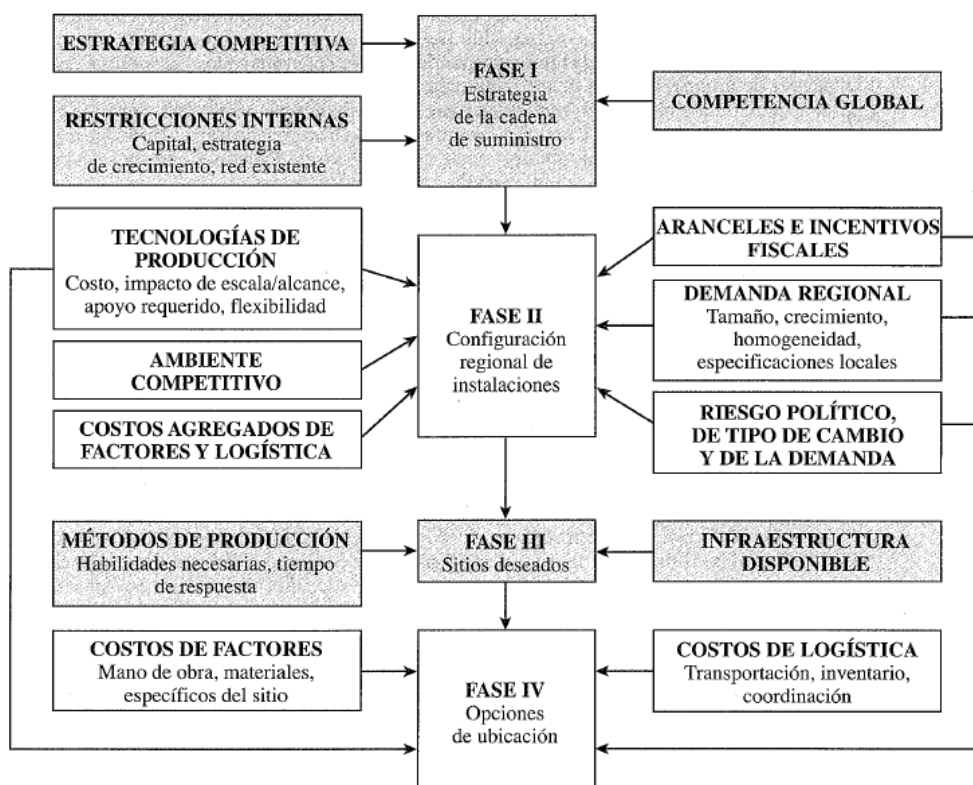 ESTRATEGIA COMPETITIVA
FASE I
Estrategia
de la cadena
de suministro
COMPETENCIA GLOBAL
RESTRICCIONES INTERNAS
Capital, estrategia
de crecimiento, red existente
TECNOLOGÍAS DE
PRODUCCIÓN
Costo, impacto de escala/alcance,
apoyo requerido, flexibilidad
ARANCELES E INCENTIVOS
FISCALES
FASE II
Configuración
regional de
instalaciones
DEMANDA REGIONAL
Tamaño, crecimiento,
homogeneidad,
especificaciones locales
AMBIENTE
COMPETITIVO
COSTOS AGREGADOS DE
FACTORES Y LOGÍSTICA
RIESGO POLÍTICO,
DE TIPO DE CAMBIO
Y DE LA DEMANDA
MÉTODOS DE PRODUCCIÓN
Habilidades necesarias, tiempo
de respuesta
FASE III
Sitios deseados
INFRAESTRUCTURA
DISPONIBLE
COSTOS DE FACTORES
Mano de obra, materiales,
específicos del sitio
FASE IV
Opciones
de ubicación
COSTOS DE LOGÍSTICA
Transportación, inventario,
coordinación